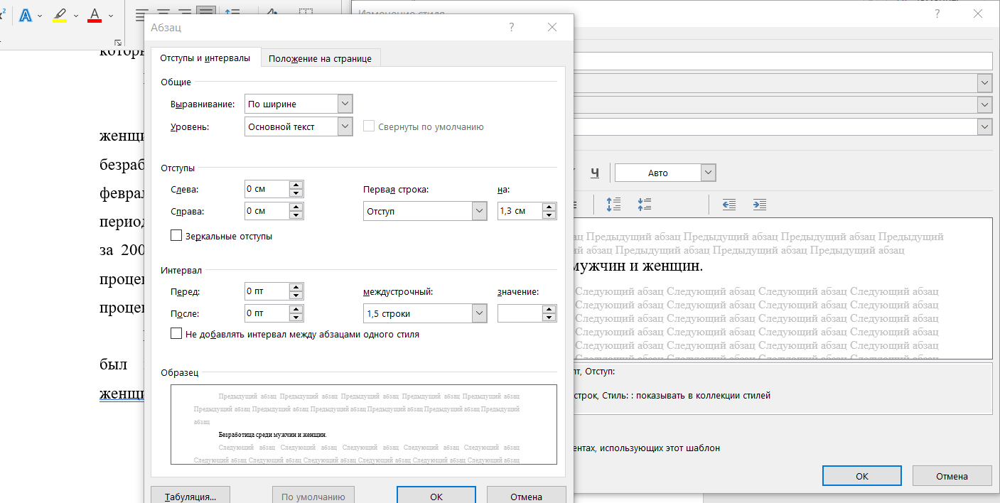 Изменение стиля
Абзац
Отступы и интервалы
Положение на странице
Общие
Выравнивание:
По ширине
Уровень:
Основной текст
Свернуты по умолчанию
Отступы
Слева:
0 см
Первая строка:
на:
Справа:
0 см
Отступ
1,3 см
Зеркальные отступы
Интервал
Перед:
0 пт
междустрочный:
значение:
После:
0 пт
1,5 строки
Не добавлять интервал между абзацами одного стиля
Образец
Предыдущий абзац Предыдущий абзац Предыдущий абзац Предыдущий абзац Предыдущий абзац
Предыдущий абзац Предыдущий абзац Предыдущий абзац Предыдущий абзац Предыдущий
абзац
Безработица среди мужчин и женщин.
Следующий абзац Следующий абзац Следующий абзац Следующий абзац Следующий абзац
Следующий абзац Следующий абзац Следующий абзац Следующий абзац Следующий абзац Следующий абзац
Табуляция...
По умолчанию
ОК
Отмена
Ч
Авто
ац Предыдущий абзац Предыдущий абзац Предыдущий абзац Предыдущий
й абзац Предыдущий абзац Предыдущий абзац Предыдущий абзац
мужчин и женщин.
Следующий абзац Следующий абзац Следующий абзац Следующий абзац
Следующий абзац Следующий абзац Следующий абзац Следующий абзац
Следующий абзац Следующий абзац Следующий абзац Следующий абзац
Следующий абзац Следующий абзац Следующий абзац Следующий абзац
Следующий абзац Следующий абзац Следующий абзац Следующий абзац
Следующий абзац Следующий абзац Следующий абзац Следующий абзац
пт, Отступ:
строк, Стиль: : показывать в коллекции стилей
ентах, использующих этот шаблон
ОК
Отмена
котор
женщи
безраб
феврал
период
за 200
процен
процен
был
женщи